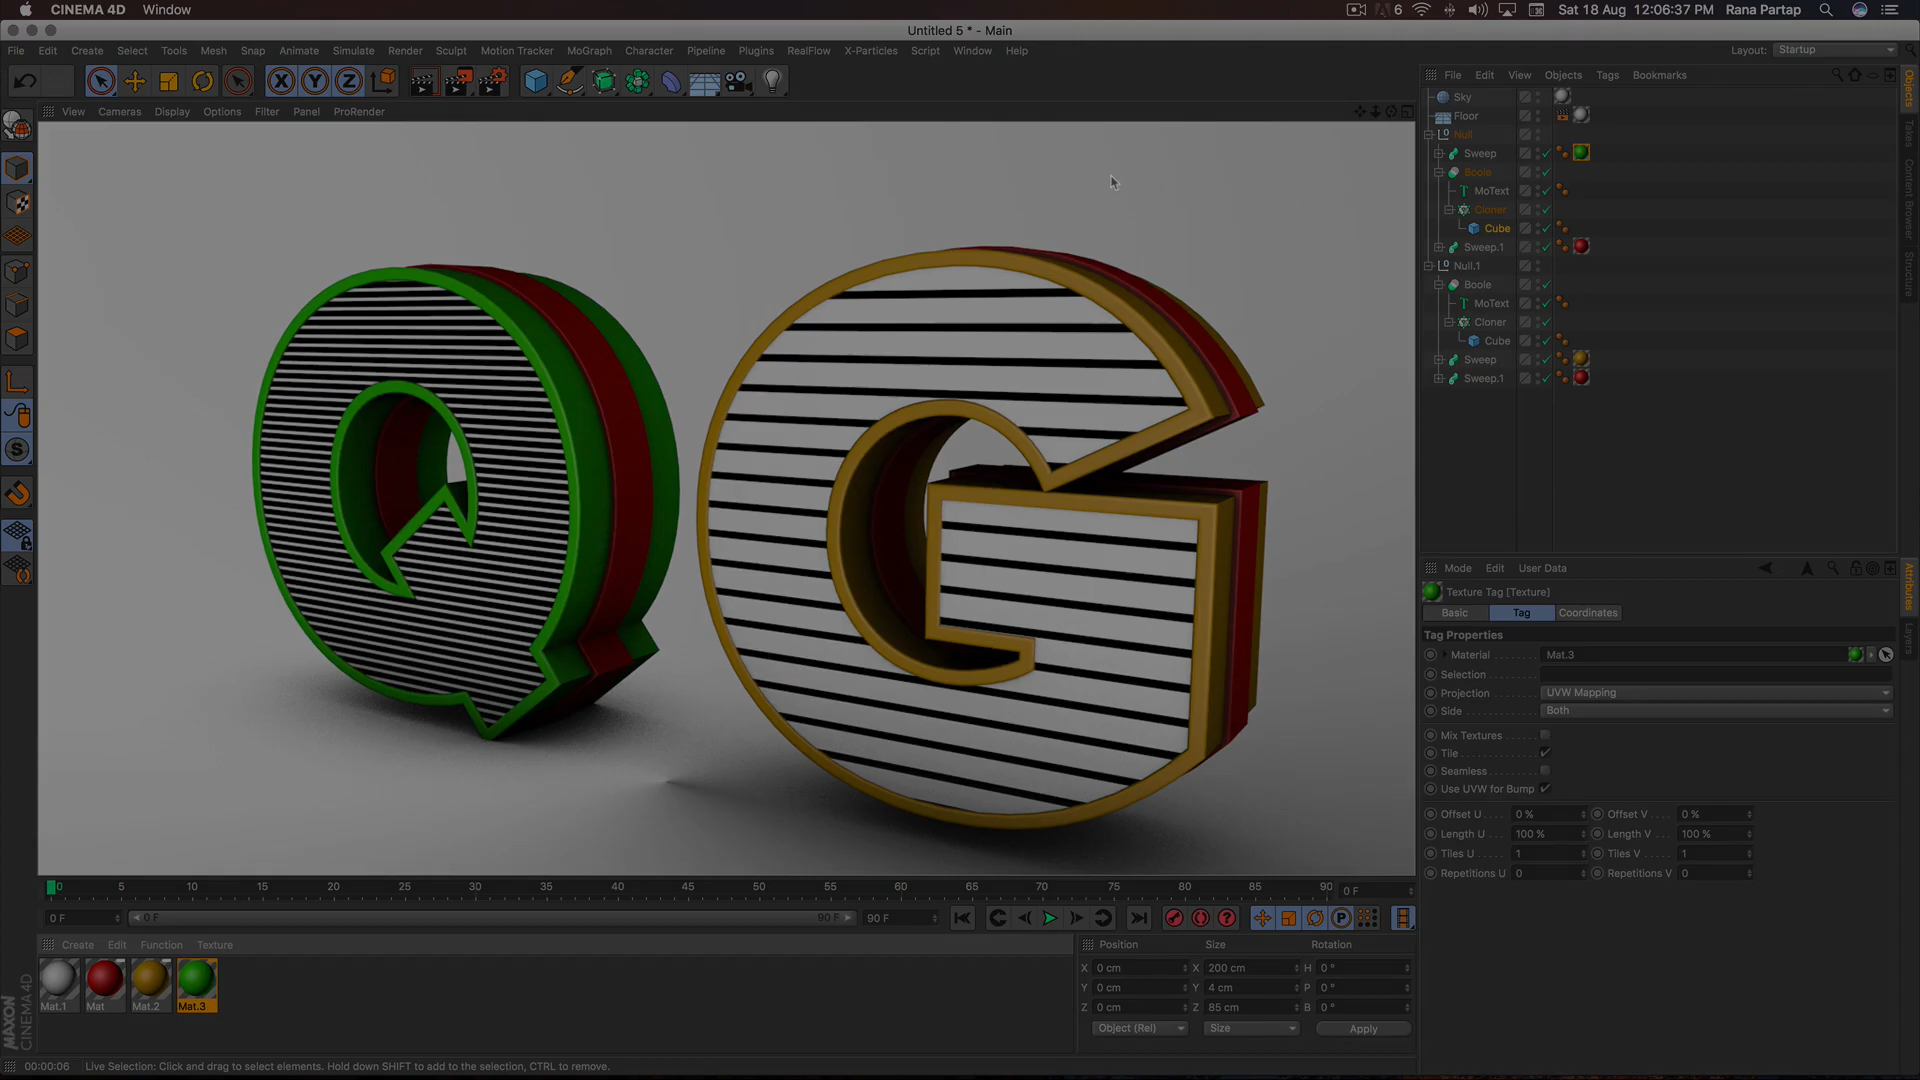 CINEMA 4D Window 6 Sat 18 Aug 12:06:37 PM Rana Partap
Untitled 5 * - Main
File Edit Create Select Tools Mesh Snap Animate Simulate Render Sculpt Motion Tracker MoGraph Character Pipeline Plugins RealFlow X-Particles Script Window Help Layout: Startup
X Y Z
File Edit View Objects Tags Bookmarks
View Cameras Display Options Filter Panel ProRender
Sky
Floor
Null
Sweep
Boole
MoText
Cloner
Cube
Sweep.1
Null.1
Boole
MoText
Cloner
Cube
Sweep
Sweep.1
Objects
Takes
Content Browser
Structure
Q G
Mode Edit User Data
Texture Tag [Texture]
Basic Tag Coordinates
Tag Properties
Material Mat.3
Selection
Projection UVW Mapping
Side Both
Mix Textures
Tile
Seamless
Use UVW for Bump
Offset U 0 % Offset V 0 %
Length U 100 % Length V 100 %
Tiles U 1 Tiles V 1
Repetitions U 0 Repetitions V 0
Attributes
Layers
0 5 10 15 20 25 30 35 40 45 50 55 60 65 70 75 80 85 90 0 F
0 F 0 F 90 F 90 F
Create Edit Function Texture
Mat.1 Mat Mat.2 Mat.3
Position Size Rotation
X 0 cm X 200 cm H 0 °
Y 0 cm Y 4 cm P 0 °
Z 0 cm Z 85 cm B 0 °
Object (Rel) Size Apply
MAXON
CINEMA 4D
00:00:06 Live Selection: Click and drag to select elements. Hold down SHIFT to add to the selection, CTRL to remove.